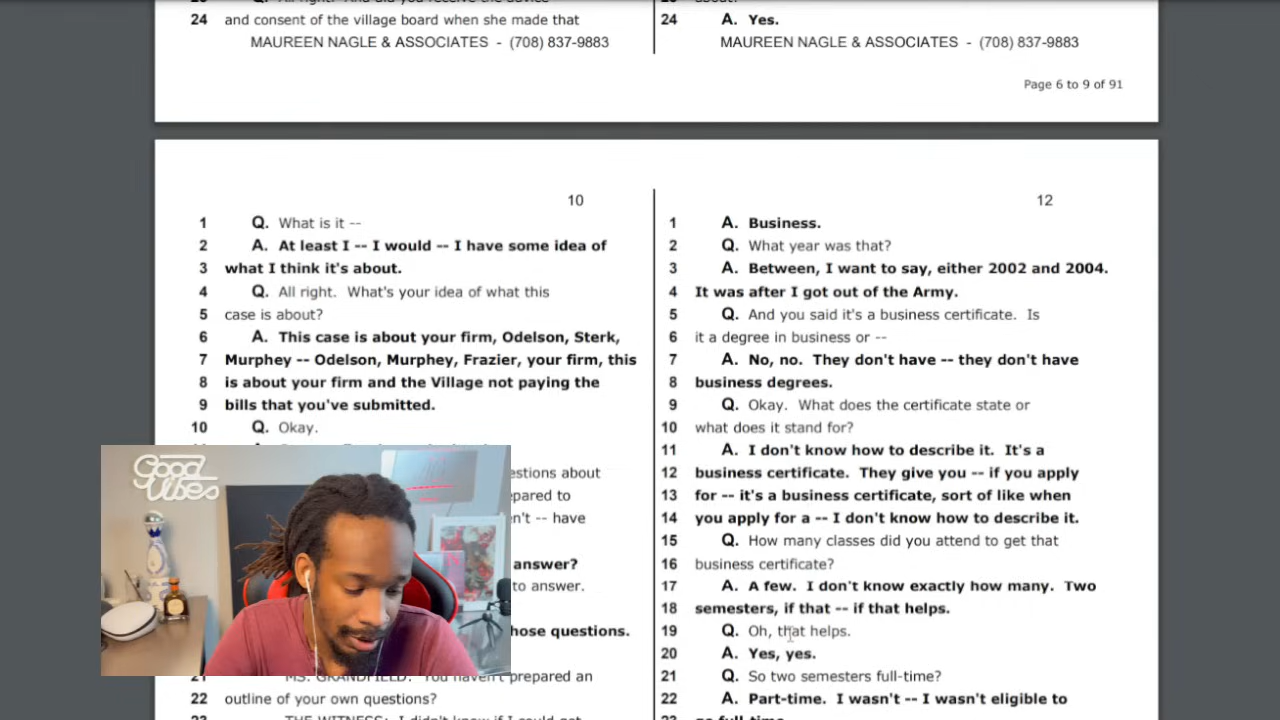 24 and consent of the village board when she made that
MAUREEN NAGLE & ASSOCIATES - (708) 837-9883
24 A. Yes.
MAUREEN NAGLE & ASSOCIATES - (708) 837-9883
Page 6 to 9 of 91
10
1 Q. What is it --
2 A. At least I -- I would -- I have some idea of
3 what I think it's about.
4 Q. All right. What's your idea of what this
5 case is about?
6 A. This case is about your firm, Odelson, Sterk,
7 Murphey -- Odelson, Murphey, Frazier, your firm, this
8 is about your firm and the Village not paying the
9 bills that you've submitted.
10 Q. Okay.
estions about
epared to
n't -- have
answer?
to answer.
hose questions.
21 MS. GRANDFIELD: You haven't prepared an
22 outline of your own questions?
23 THE WITNESS: I didn't know if I could get
12
1 A. Business.
2 Q. What year was that?
3 A. Between, I want to say, either 2002 and 2004.
4 It was after I got out of the Army.
5 Q. And you said it's a business certificate. Is
6 it a degree in business or --
7 A. No, no. They don't have -- they don't have
8 business degrees.
9 Q. Okay. What does the certificate state or
10 what does it stand for?
11 A. I don't know how to describe it. It's a
12 business certificate. They give you -- if you apply
13 for -- it's a business certificate, sort of like when
14 you apply for a -- I don't know how to describe it.
15 Q. How many classes did you attend to get that
16 business certificate?
17 A. A few. I don't know exactly how many. Two
18 semesters, if that -- if that helps.
19 Q. Oh, that helps.
20 A. Yes, yes.
21 Q. So two semesters full-time?
22 A. Part-time. I wasn't -- I wasn't eligible to
23 go full-time.
Good
Vibes